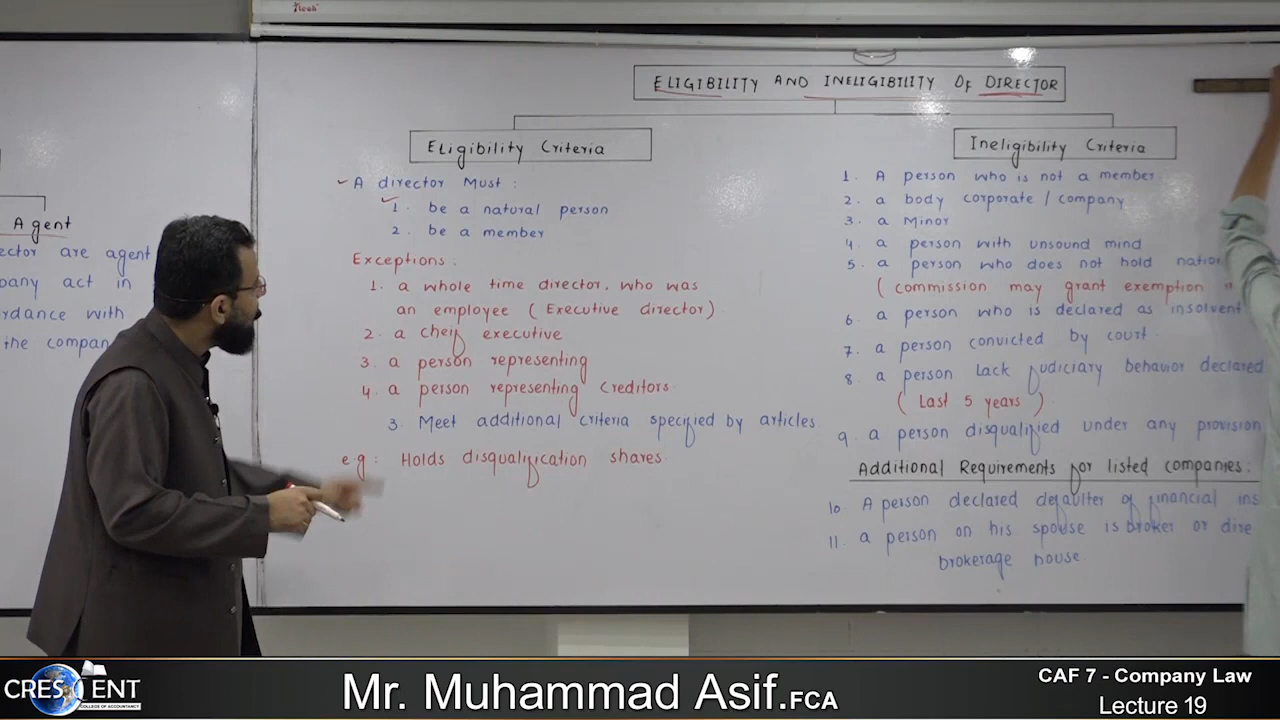 ELIGIBILITY AND INELIGIBILITY Of DIRECTOR
Agent
ector are agent
pany act in
rdance with
the compan
Eligibility Criteria
A director Must :
1. be a natural person
2. be a member
Exceptions :
1. a whole time director, who was
an employee ( Executive director)
2. a cheif executive
3. a person representing
4. a person representing creditors
3. Meet additional criteria specified by articles
e.g : Holds disqualification shares
Ineligibility Criteria
1. A person who is not a member
2. a body corporate / company
3. a Minor
4. a person with unsound mind
5. a person who does not hold
( commission may grant exemption
6. a person who is declared as insolvent
7. a person convicted by court
8. a person Lack judiciary behavior declared
( Last 5 years )
9. a person disqualified under any provision
Additional Requirements for listed companies :
10. A person declared defaulter of financial ins
11. a person on his spouse is broker or dire
brokerage house
CRESCENT
COLLEGE OF ACCOUNTANCY
Mr. Muhammad Asif.FCA
CAF 7 - Company Law
Lecture 19